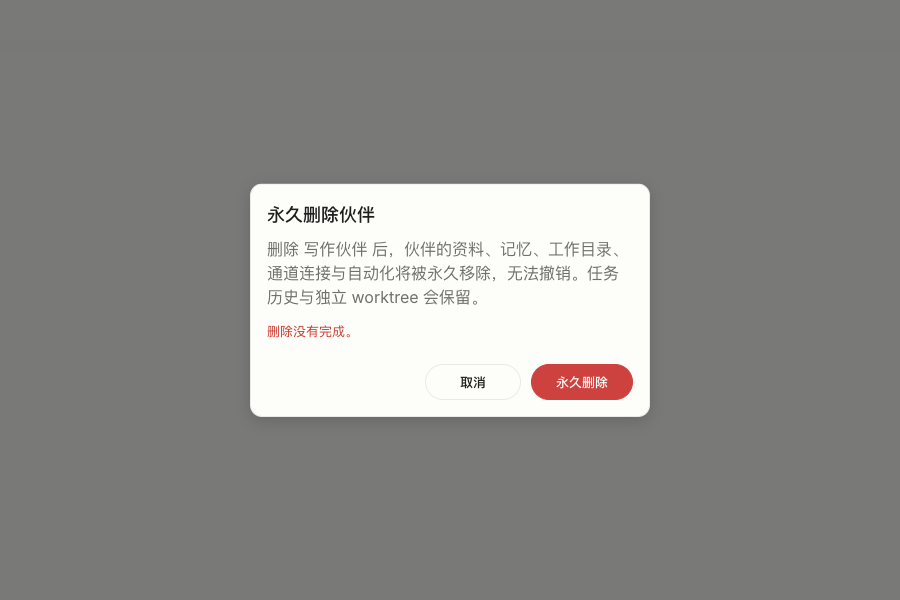 永久删除伙伴
删除 写作伙伴 后，伙伴的资料、记忆、工作目录、
通道连接与自动化将被永久移除，无法撤销。任务
历史与独立 worktree 会保留。
删除没有完成。
取消
永久删除